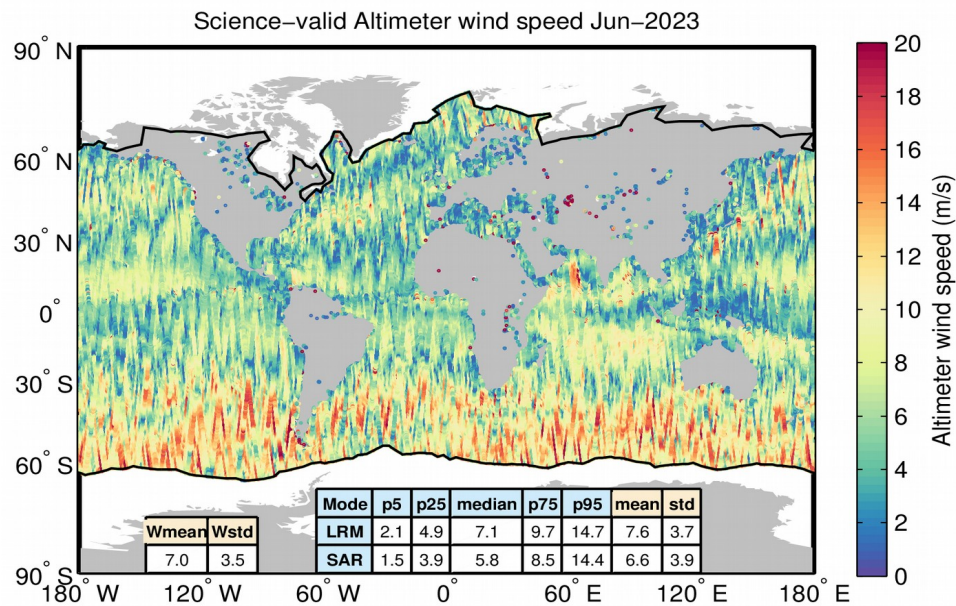 Science−valid Altimeter wind speed Jun−2023
90° N
60° N
30° N
0°
30° S
60° S
90° S
180° W
120° W
60° W
0°
60° E
120° E
180° E
Wmean Wstd
7.0 3.5
Mode p5 p25 median p75 p95 mean std
LRM 2.1 4.9 7.1 9.7 14.7 7.6 3.7
SAR 1.5 3.9 5.8 8.5 14.4 6.6 3.9
20
18
16
14
12
10
8
6
4
2
0
Altimeter wind speed (m/s)